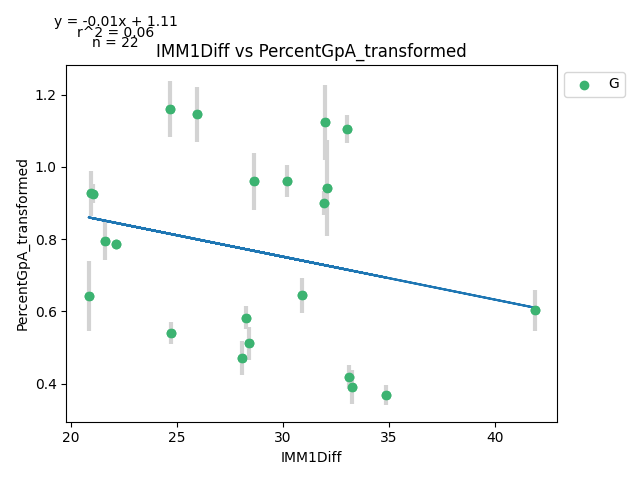 y = -0.01x + 1.11
r^2 = 0.06
n = 22
IMM1Diff vs PercentGpA_transformed
G
1.2
1.0
0.8
0.6
0.4
PercentGpA_transformed
20 25 30 35 40
IMM1Diff